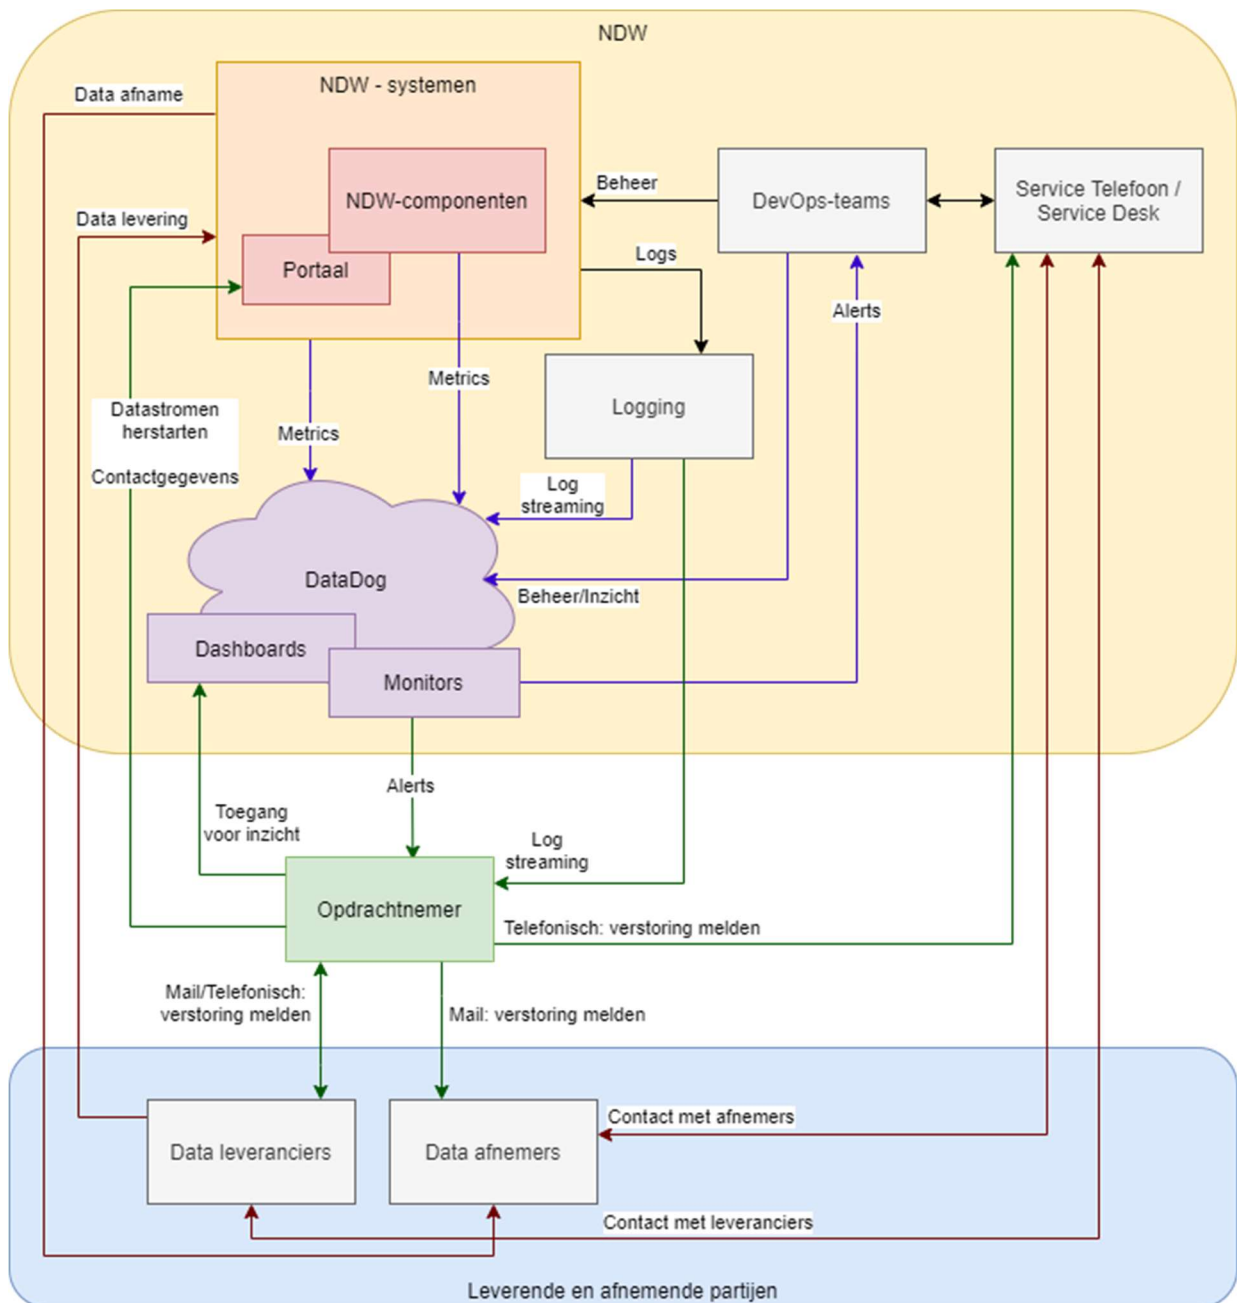 NDW
NDW - systemen
Data afname
NDW-componenten
Beheer
DevOps-teams
Service Telefoon /
Service Desk
Data levering
Portaal
Logs
Alerts
Metrics
Logging
Datastromen
herstarten
Contactgegevens
Metrics
Log
streaming
DataDog
Beheer/Inzicht
Dashboards
Monitors
Alerts
Toegang
voor inzicht
Log
streaming
Opdrachtnemer
Telefonisch: verstoring melden
Mail/Telefonisch:
verstoring melden
Mail: verstoring melden
Data leveranciers
Data afnemers
Contact met afnemers
Contact met leveranciers
Leverende en afnemende partijen